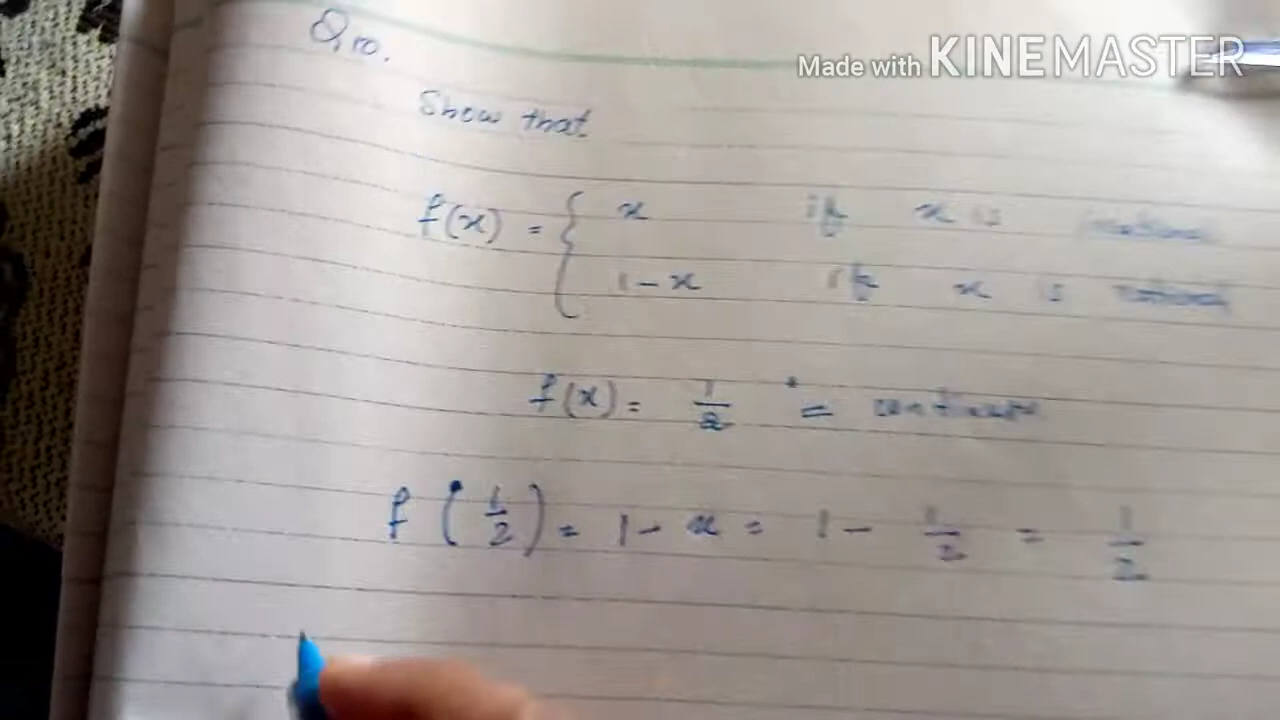 Made with KINEMASTER
Q.10.
Show that
f(x) = { x if x is
1-x if x is rational
f(x) = 1/2 = continuous
f (1/2) = 1 - x = 1 - 1/2 = 1/2